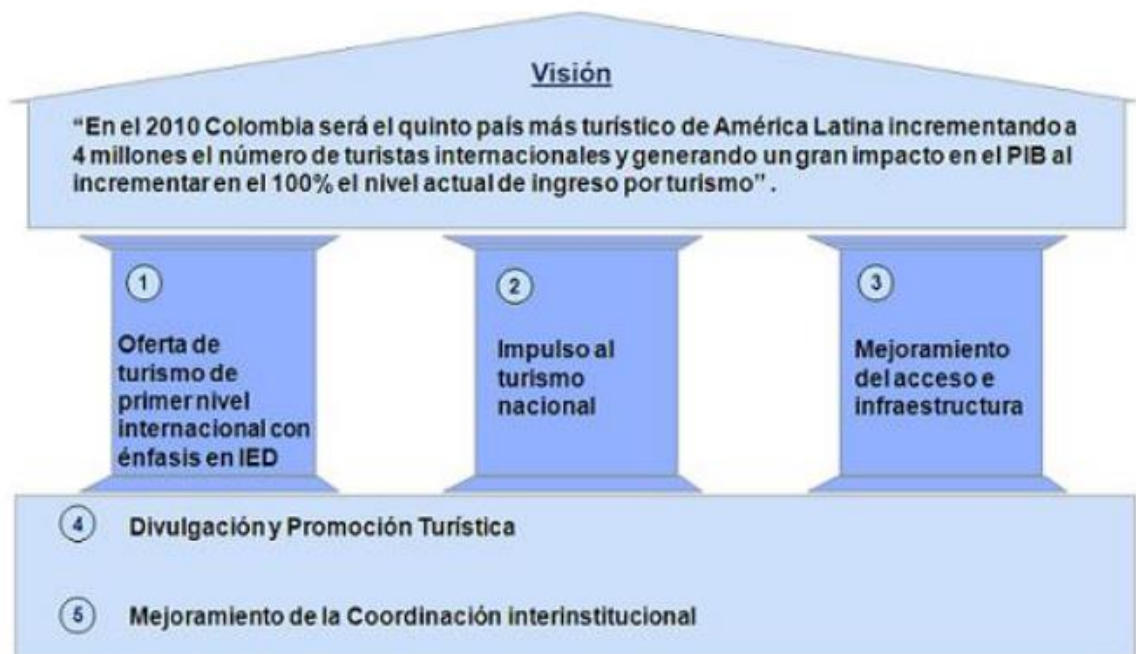 Visión
“En el 2010 Colombia será el quinto país más turístico de América Latina incrementando a
4 millones el número de turistas internacionales y generando un gran impacto en el PIB al
incrementar en el 100% el nivel actual de ingreso por turismo” .
1
Oferta de
turismo de
primer nivel
internacional con
énfasis en IED
2
Impulso al
turismo
nacional
3
Mejoramiento
del acceso e
infraestructura
4 Divulgación y Promoción Turística
5 Mejoramiento de la Coordinación interinstitucional